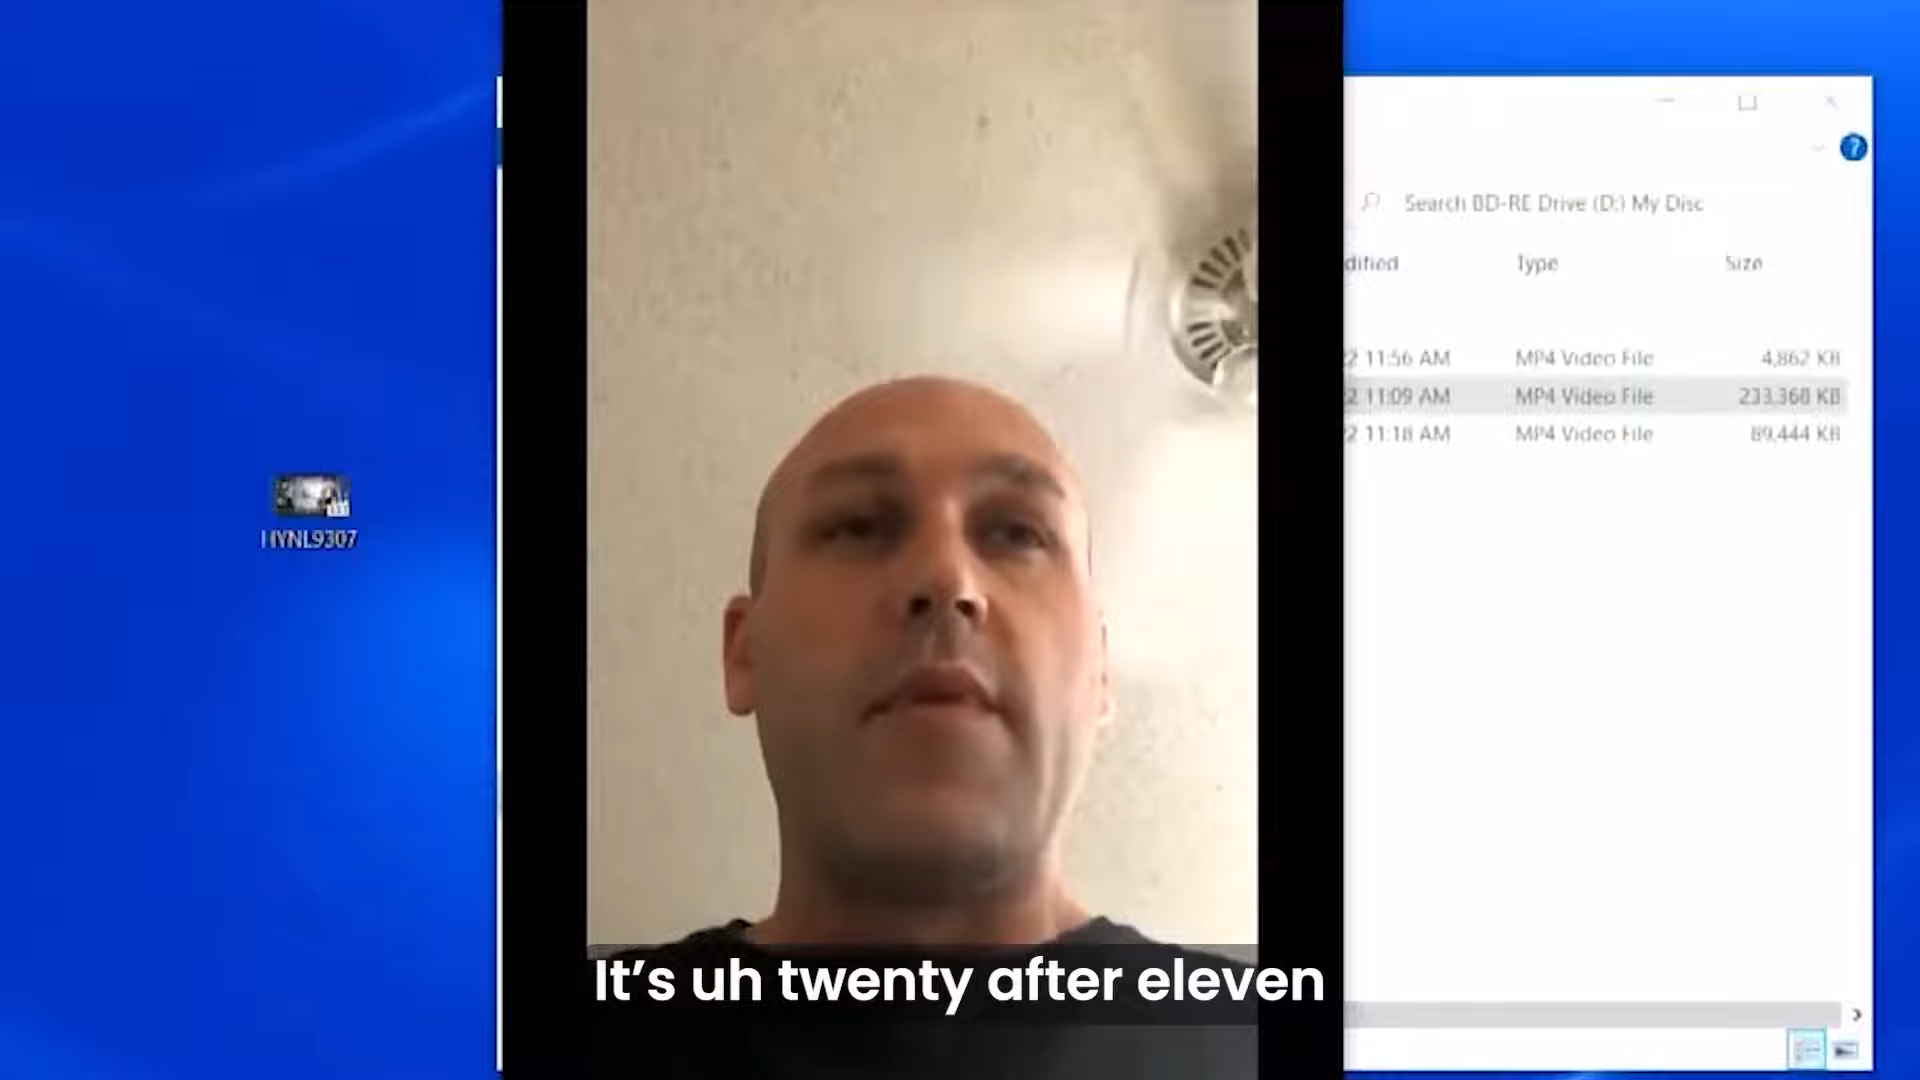 Search BD-RE Drive (D:) My Disc
dified Type Size
2 11:56 AM MP4 Video File 4,862 KB
2 11:09 AM MP4 Video File 233,368 KB
2 11:18 AM MP4 Video File 89,444 KB
HYNL9307
It’s uh twenty after eleven